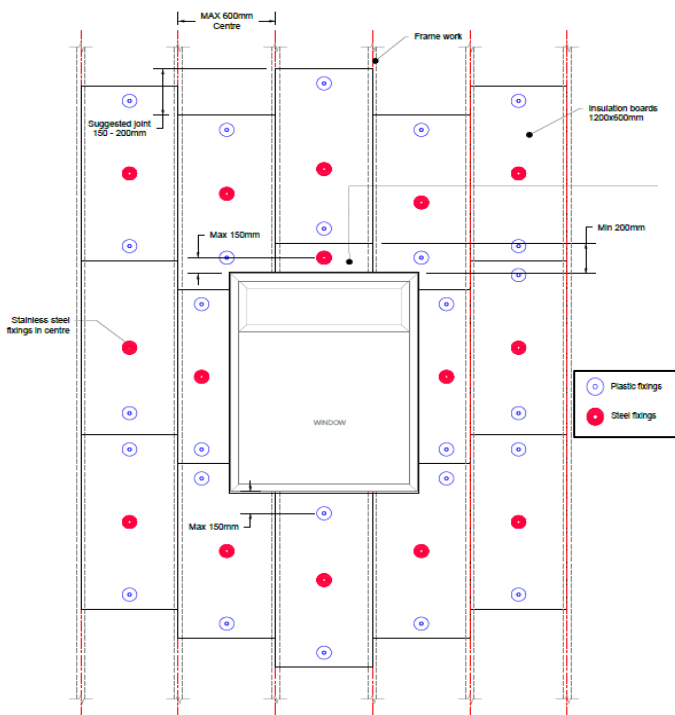 MAX 600mm
Centre
Frame work
Suggested joint
150 - 200mm
Insulation boards
1200x600mm
Max 150mm
Min 200mm
Stainless steel
fixings in centre
Plastic fixings
Steel fixings
WINDOW
Max 150mm